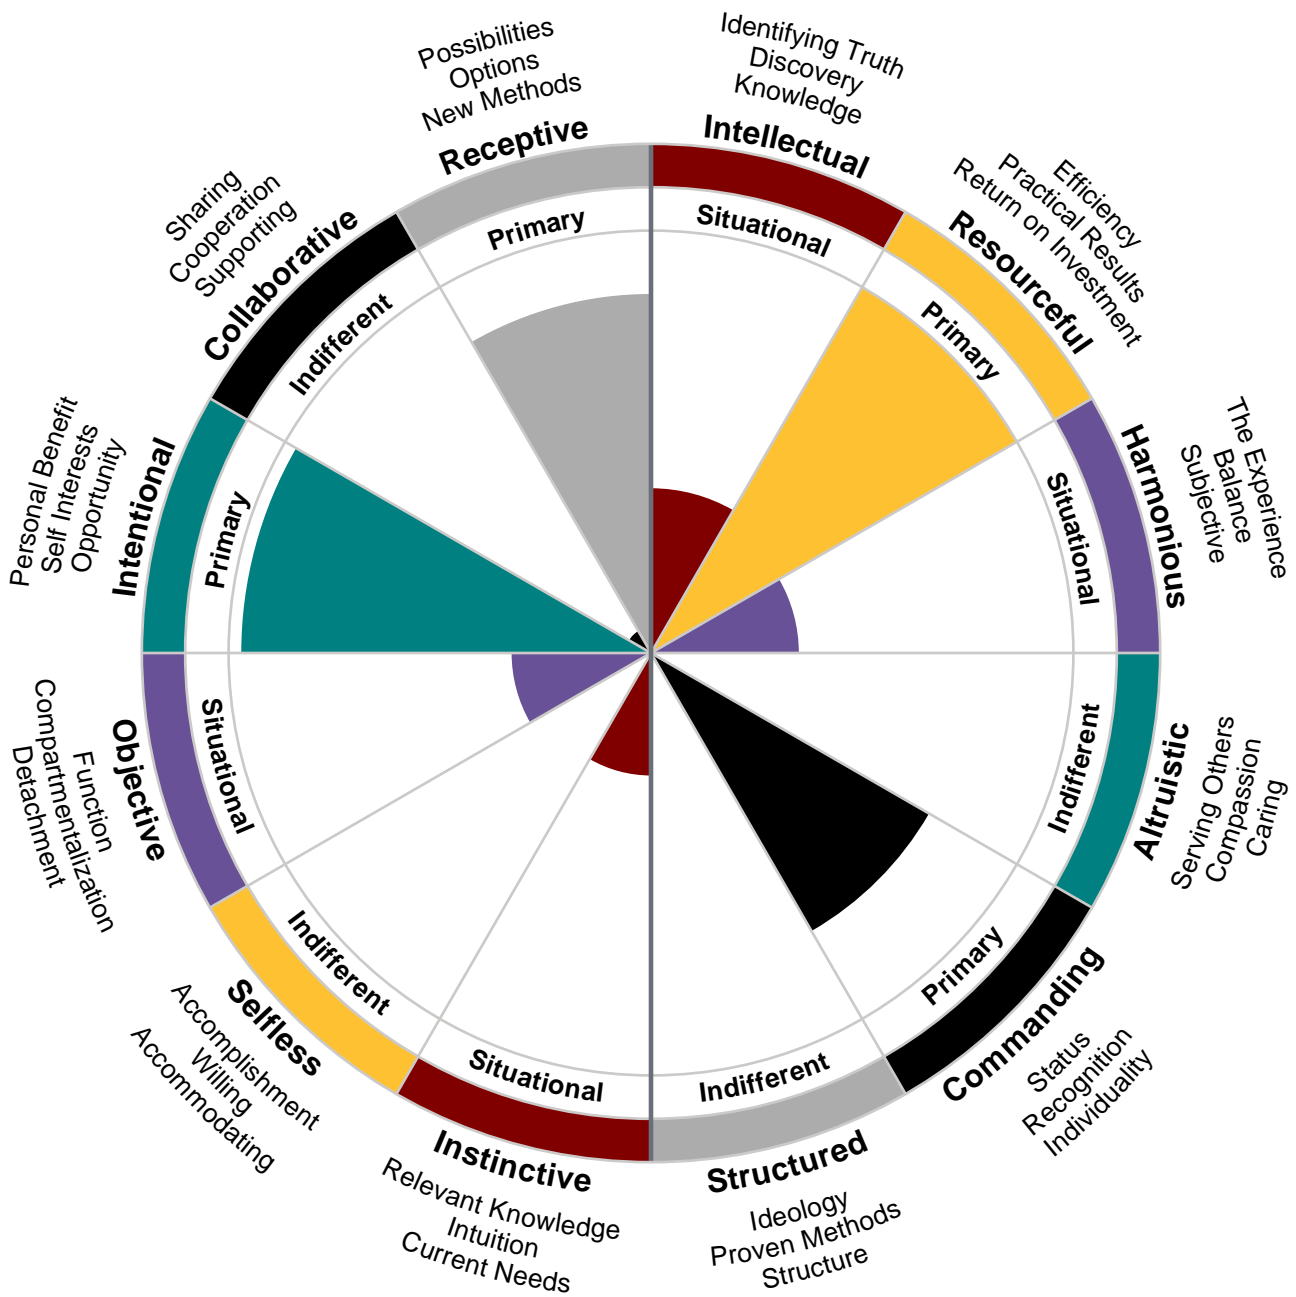 Possibilities
Options
New Methods
Receptive
Primary
Identifying Truth
Discovery
Knowledge
Intellectual
Situational
Efficiency
Practical Results
Return on Investment
Resourceful
Primary
The Experience
Balance
Subjective
Harmonious
Situational
Altruistic
Indifferent
Serving Others
Compassion
Caring
Commanding
Primary
Status
Recognition
Individuality
Indifferent
Structured
Ideology
Proven Methods
Structure
Situational
Instinctive
Relevant Knowledge
Intuition
Current Needs
Indifferent
Selfless
Accomplishment
Willing
Accommodating
Situational
Objective
Function
Compartmentalization
Detachment
Personal Benefit
Self Interests
Opportunity
Intentional
Primary
Sharing
Cooperation
Supporting
Collaborative
Indifferent